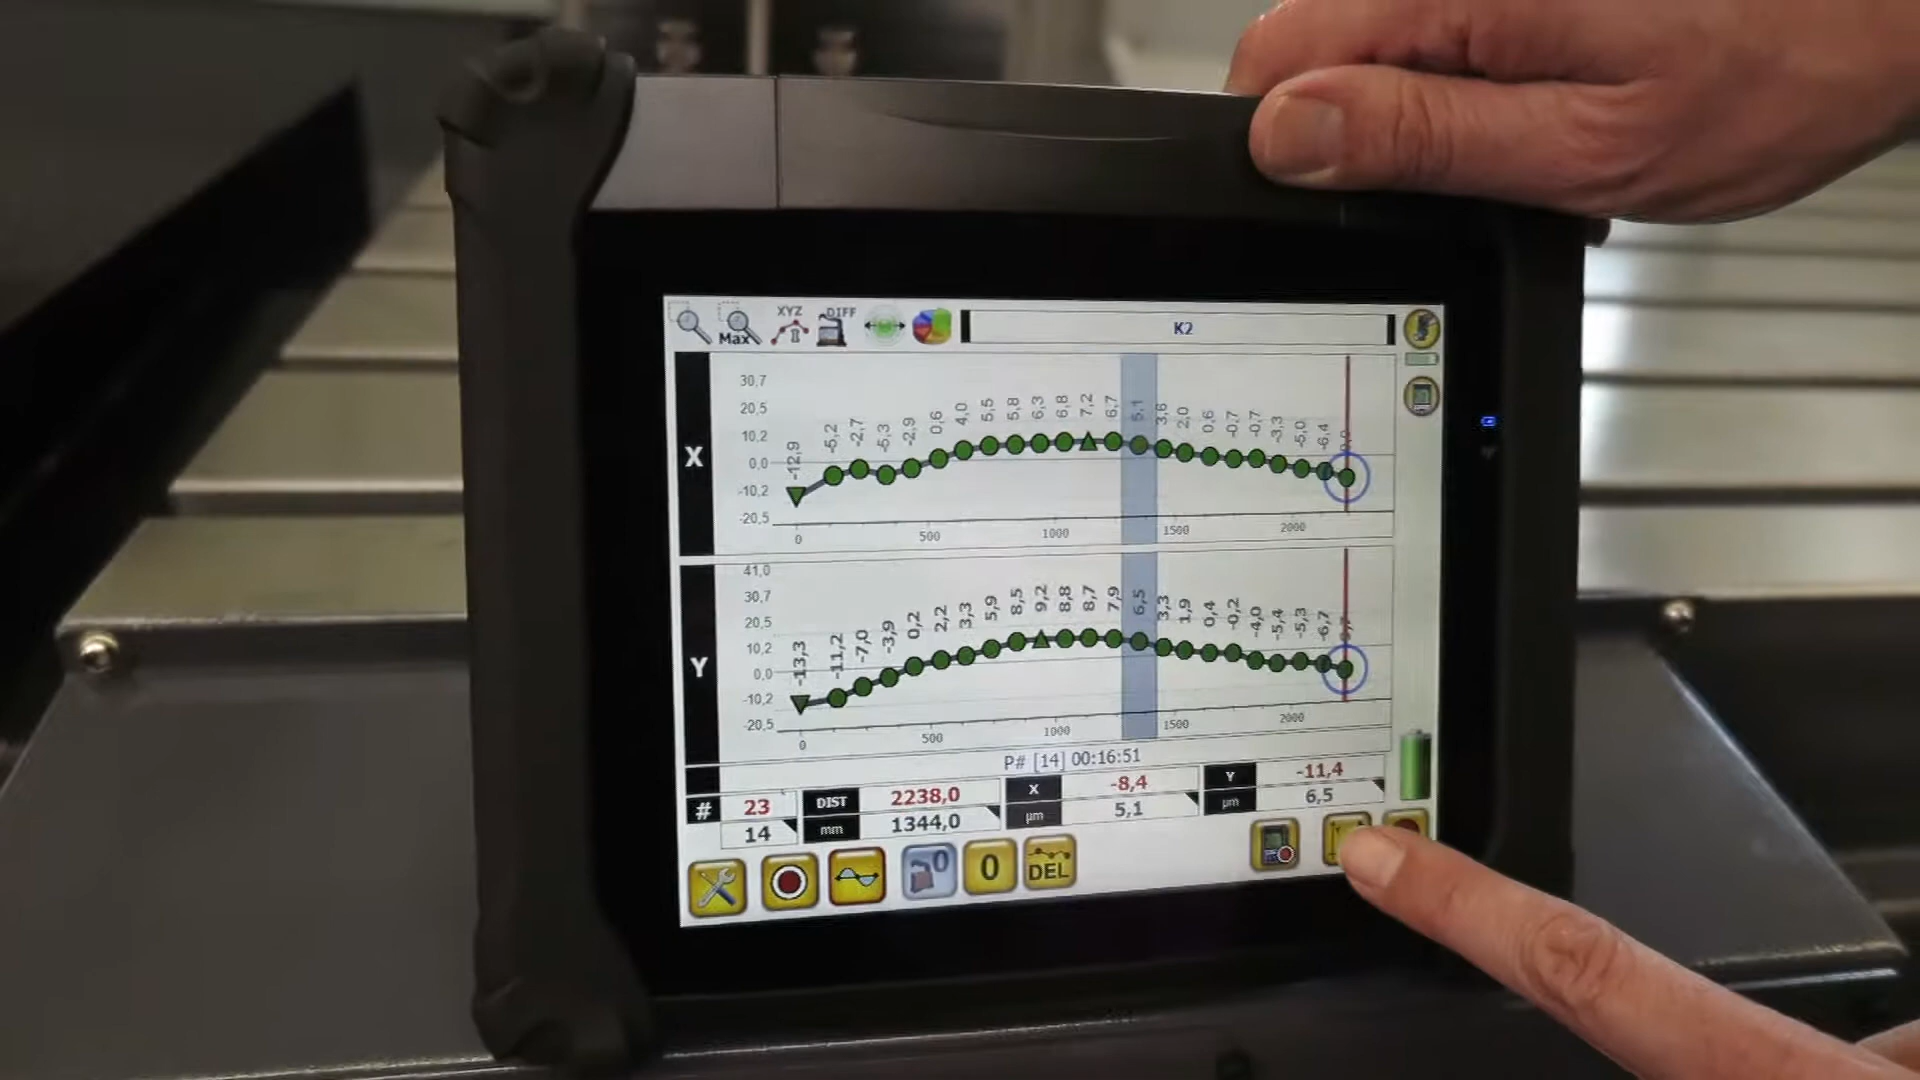 Max XYZ DIFF K2
X
30,7
20,5
10,2
0,0
-10,2
-20,5
-12,9 -5,2 -2,7 -5,3 -2,9 0,6 4,0 5,5 5,8 6,3 6,8 7,2 6,7 5,1 3,6 2,0 0,6 -0,7 -0,7 -3,3 -5,0 -6,4
0 500 1000 1500 2000
Y
41,0
30,7
20,5
10,2
0,0
-10,2
-20,5
-13,3 -11,2 -7,0 -3,9 0,2 2,2 3,3 5,9 8,5 9,2 8,8 8,7 7,9 6,5 3,3 1,9 0,4 -0,2 -4,0 -5,4 -5,3 -6,7
0 500 1000 1500 2000
P# [14] 00:16:51
# 23 DIST 2238,0 X -8,4 Y -11,4
14 mm 1344,0 µm 5,1 µm 6,5
0 0 DEL